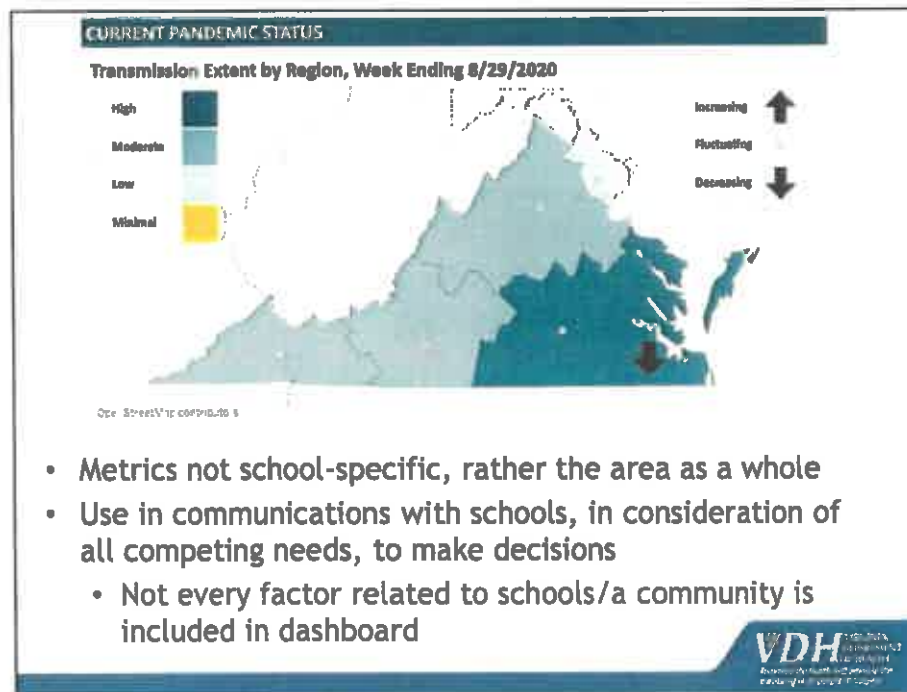 CURRENT PANDEMIC STATUS
Transmission Extent by Region, Week Ending 8/29/2020
High
Moderate
Low
Minimal
Increasing
Fluctuating
Decreasing
OpenStreetMap contributors
• Metrics not school-specific, rather the area as a whole
• Use in communications with schools, in consideration of
all competing needs, to make decisions
• Not every factor related to schools/a community is
included in dashboard
VDH